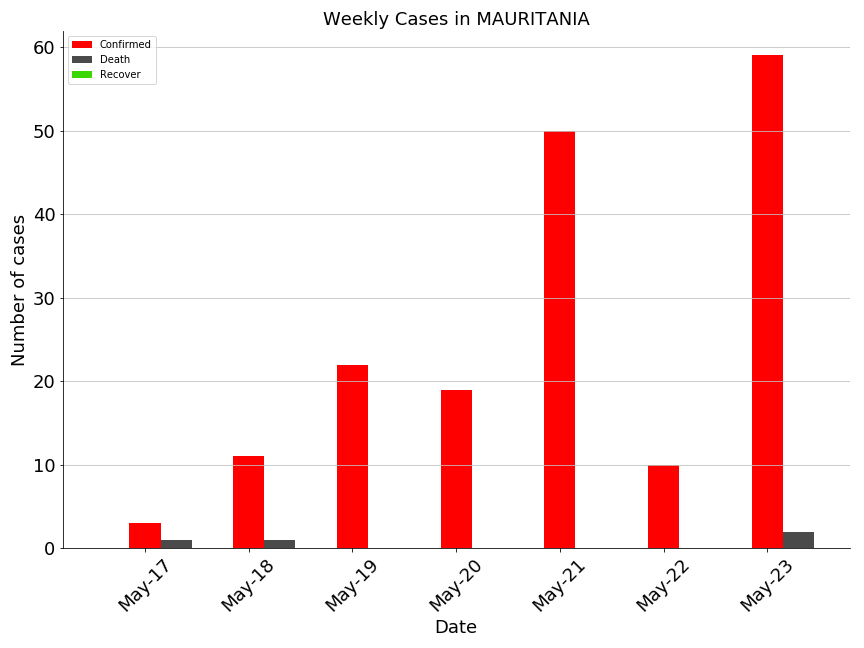 Weekly Cases in MAURITANIA
Confirmed
Death
Recover
Number of cases
60
50
40
30
20
10
0
May-17
May-18
May-19
May-20
May-21
May-22
May-23
Date